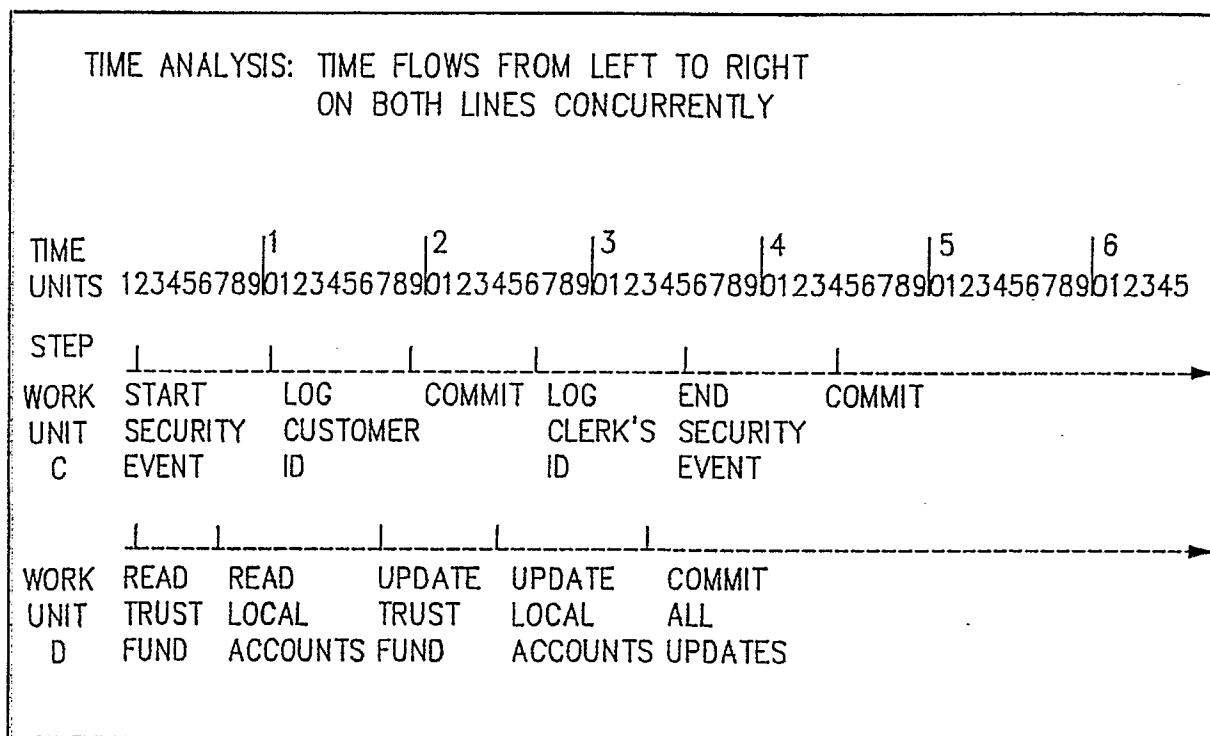 TIME ANALYSIS: TIME FLOWS FROM LEFT TO RIGHT
ON BOTH LINES CONCURRENTLY
TIME 1 2 3 4 5 6
UNITS 12345678901234567890123456789012345678901234567890123456789012345
STEP
WORK START LOG COMMIT LOG END COMMIT
UNIT SECURITY CUSTOMER CLERK'S SECURITY
C EVENT ID ID EVENT
WORK READ READ UPDATE UPDATE COMMIT
UNIT TRUST LOCAL TRUST LOCAL ALL
D FUND ACCOUNTS FUND ACCOUNTS UPDATES